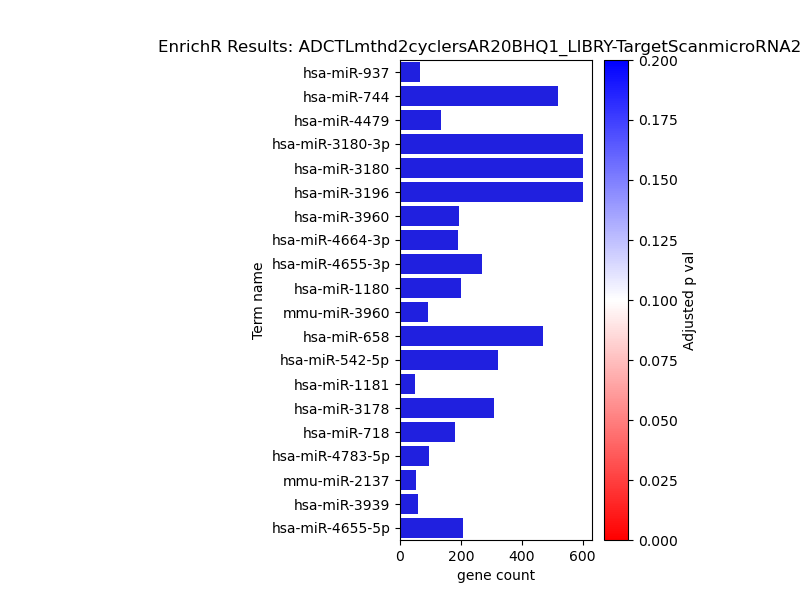 EnrichR Results: ADCTLmthd2cyclersAR20BHQ1_LIBRY-TargetScanmicroRNA2
hsa-miR-937
hsa-miR-744
hsa-miR-4479
hsa-miR-3180-3p
hsa-miR-3180
hsa-miR-3196
hsa-miR-3960
hsa-miR-4664-3p
hsa-miR-4655-3p
hsa-miR-1180
mmu-miR-3960
hsa-miR-658
hsa-miR-542-5p
hsa-miR-1181
hsa-miR-3178
hsa-miR-718
hsa-miR-4783-5p
mmu-miR-2137
hsa-miR-3939
hsa-miR-4655-5p
Term name
0 200 400 600
gene count
0.200
0.175
0.150
0.125
0.100
0.075
0.050
0.025
0.000
Adjusted p val